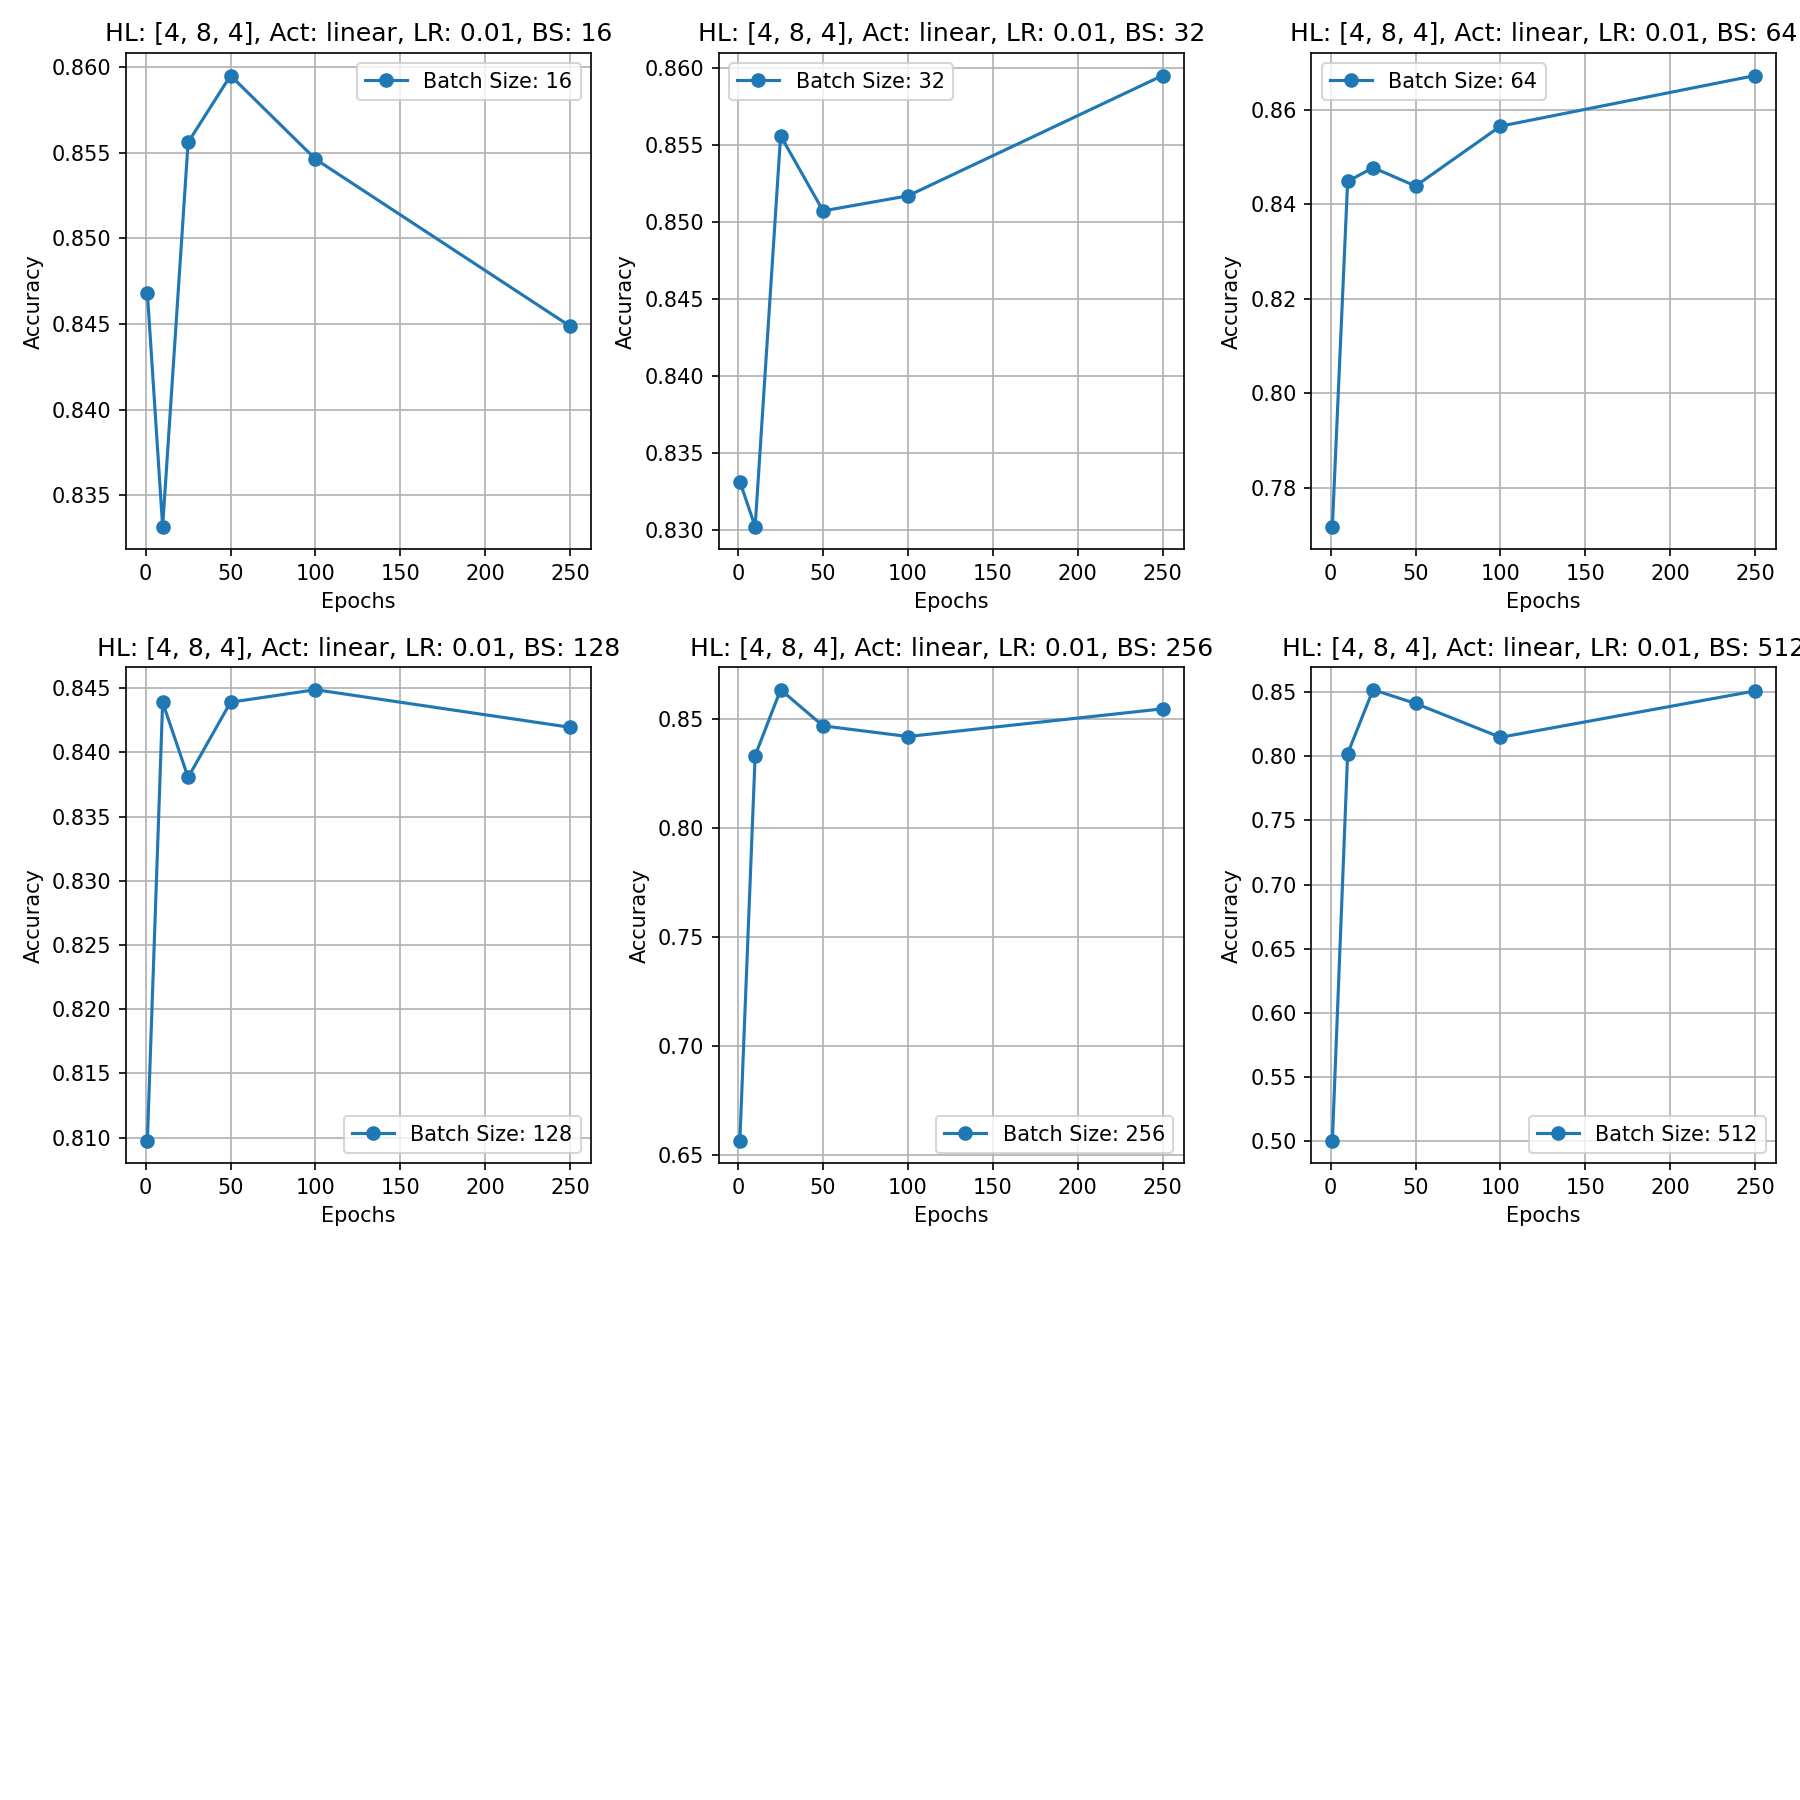 HL: [4, 8, 4], Act: linear, LR: 0.01, BS: 16
Batch Size: 16
0.860
0.855
0.850
0.845
0.840
0.835
Accuracy
0 50 100 150 200 250
Epochs
HL: [4, 8, 4], Act: linear, LR: 0.01, BS: 32
Batch Size: 32
0.860
0.855
0.850
0.845
0.840
0.835
0.830
Accuracy
0 50 100 150 200 250
Epochs
HL: [4, 8, 4], Act: linear, LR: 0.01, BS: 64
Batch Size: 64
0.86
0.84
0.82
0.80
0.78
Accuracy
0 50 100 150 200 250
Epochs
HL: [4, 8, 4], Act: linear, LR: 0.01, BS: 128
0.845
0.840
0.835
0.830
0.825
0.820
0.815
0.810
Accuracy
Batch Size: 128
0 50 100 150 200 250
Epochs
HL: [4, 8, 4], Act: linear, LR: 0.01, BS: 256
0.85
0.80
0.75
0.70
0.65
Accuracy
Batch Size: 256
0 50 100 150 200 250
Epochs
HL: [4, 8, 4], Act: linear, LR: 0.01, BS: 512
0.85
0.80
0.75
0.70
0.65
0.60
0.55
0.50
Accuracy
Batch Size: 512
0 50 100 150 200 250
Epochs